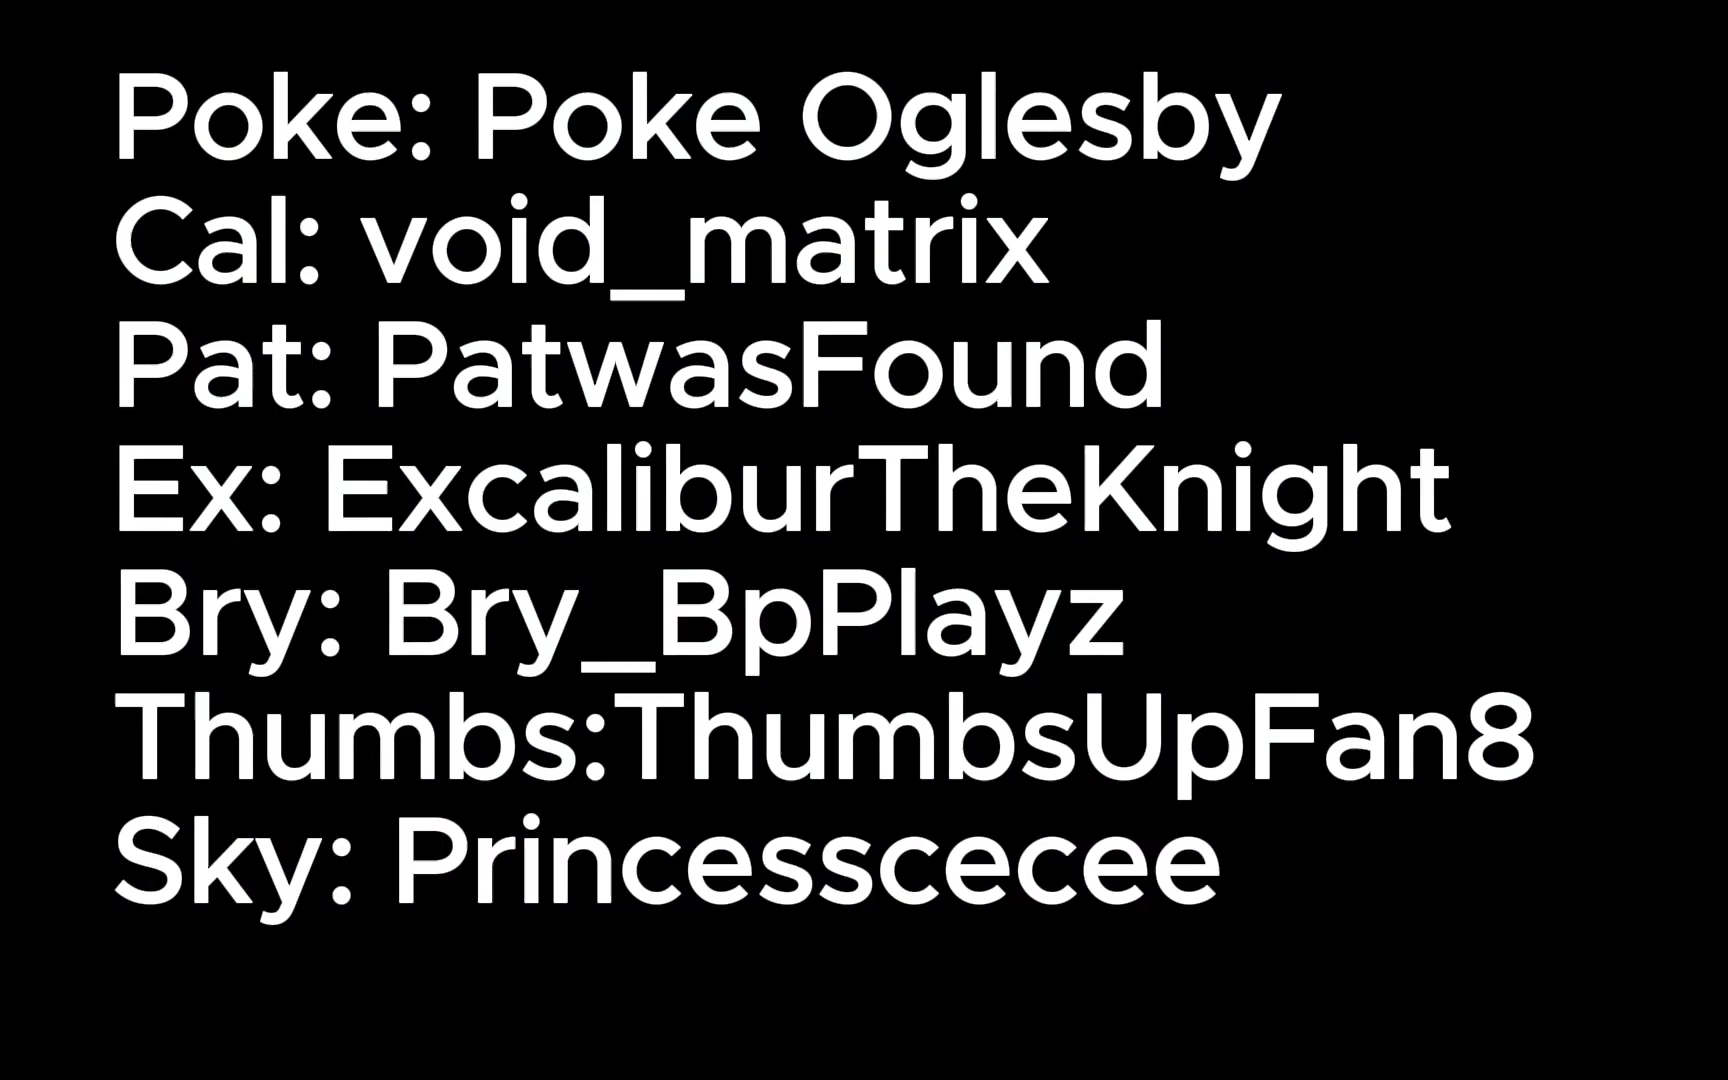 Poke: Poke Oglesby
Cal: void_matrix
Pat: PatwasFound
Ex: ExcaliburTheKnight
Bry: Bry_BpPlayz
Thumbs:ThumbsUpFan8
Sky: Princesscecee